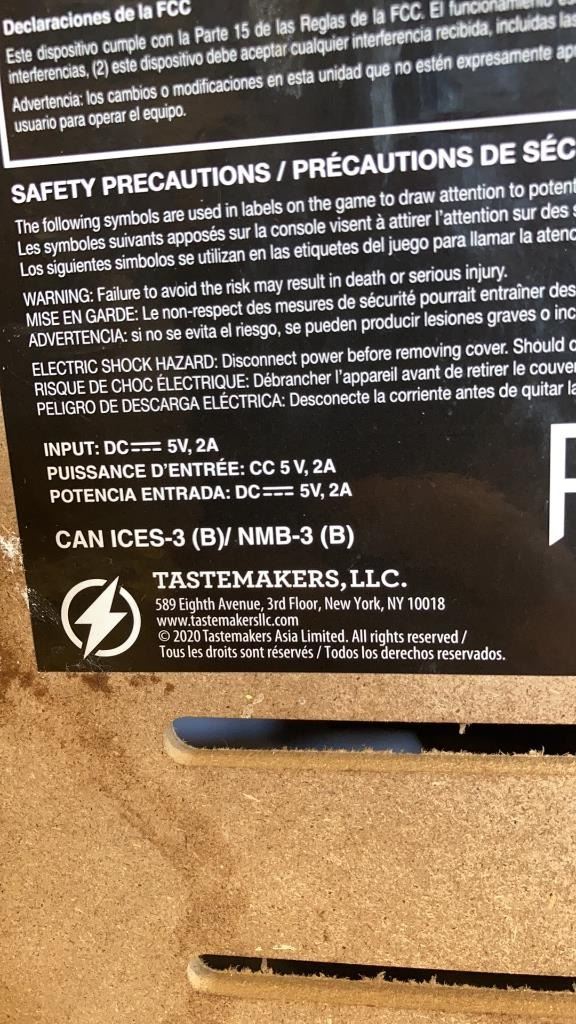 Declaraciones de la FCC
Este dispositivo cumple con la Parte 15 de las Reglas de la FCC. El funcionamiento
interferencias, (2) este dispositivo debe aceptar cualquier interferencia recibida, incluidas las
Advertencia: los cambios o modificaciones en esta unidad que no estén expresamente
usuario para operar el equipo.
SAFETY PRECAUTIONS / PRÉCAUTIONS DE SÉC
The following symbols are used in labels on the game to draw attention to potent
Les symboles suivants apposés sur la console visent à attirer l'attention sur des
Los siguientes simbolos se utilizan en las etiquetes del juego para llamar la atenc
WARNING: Failure to avoid the risk may result in death or serious injury.
MISE EN GARDE: Le non-respect des mesures de sécurité pourrait entraîner des
ADVERTENCIA: si no se evita el riesgo, se pueden producir lesiones graves o inc
ELECTRIC SHOCK HAZARD: Disconnect power before removing cover. Should
RISQUE DE CHOC ÉLECTRIQUE: Débrancher l'appareil avant de retirer le couver
PELIGRO DE DESCARGA ELÉCTRICA: Desconecte la corriente antes de quitar la
INPUT: DC⎓ 5V, 2A
PUISSANCE D'ENTRÉE: CC 5 V, 2A
POTENCIA ENTRADA: DC⎓ 5V, 2A
CAN ICES-3 (B)/ NMB-3 (B)
TASTEMAKERS, LLC.
589 Eighth Avenue, 3rd Floor, New York, NY 10018
www.tastemakersllc.com
© 2020 Tastemakers Asia Limited. All rights reserved /
Tous les droits sont réservés / Todos los derechos reservados.